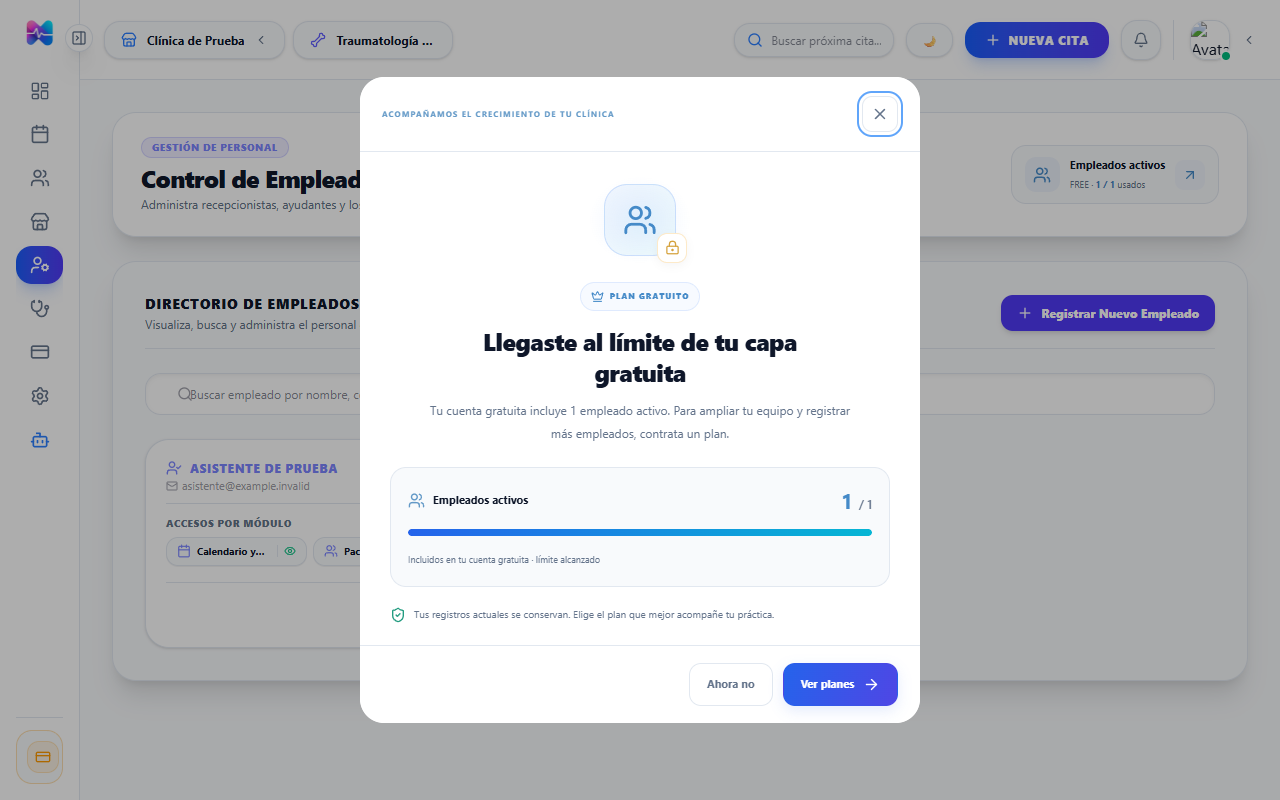 Clínica de Prueba
Traumatología ...
Buscar próxima cita...
NUEVA CITA
Avata
ACOMPAÑAMOS EL CRECIMIENTO DE TU CLÍNICA
GESTIÓN DE PERSONAL
Control de Emplead
Administra recepcionistas, ayudantes y lo
Empleados activos
FREE · 1 / 1 usados
PLAN GRATUITO
Llegaste al límite de tu capa
gratuita
Tu cuenta gratuita incluye 1 empleado activo. Para ampliar tu equipo y registrar
más empleados, contrata un plan.
DIRECTORIO DE EMPLEADOS
Visualiza, busca y administra el personal
Registrar Nuevo Empleado
Buscar empleado por nombre, c
ASISTENTE DE PRUEBA
asistente@example.invalid
ACCESOS POR MÓDULO
Calendario y...
Pac
Empleados activos
1 / 1
Incluidos en tu cuenta gratuita · límite alcanzado
Tus registros actuales se conservan. Elige el plan que mejor acompañe tu práctica.
Ahora no
Ver planes